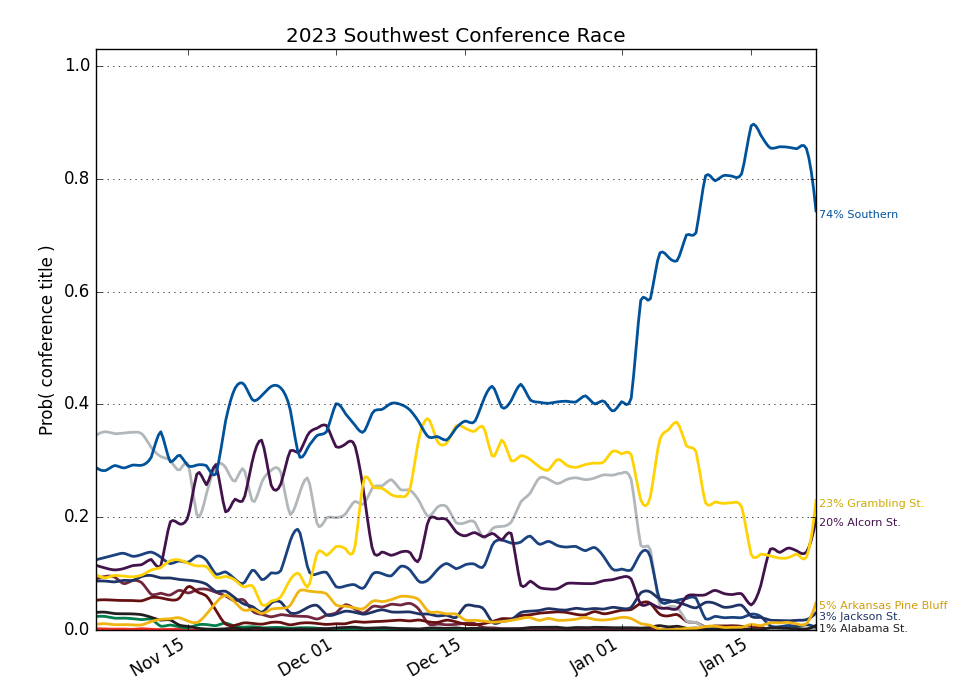 2023 Southwest Conference Race
Prob( conference title )
1.0
0.8
0.6
0.4
0.2
0.0
74% Southern
23% Grambling St.
20% Alcorn St.
5% Arkansas Pine Bluff
3% Jackson St.
1% Alabama St.
Nov 15
Dec 01
Dec 15
Jan 01
Jan 15